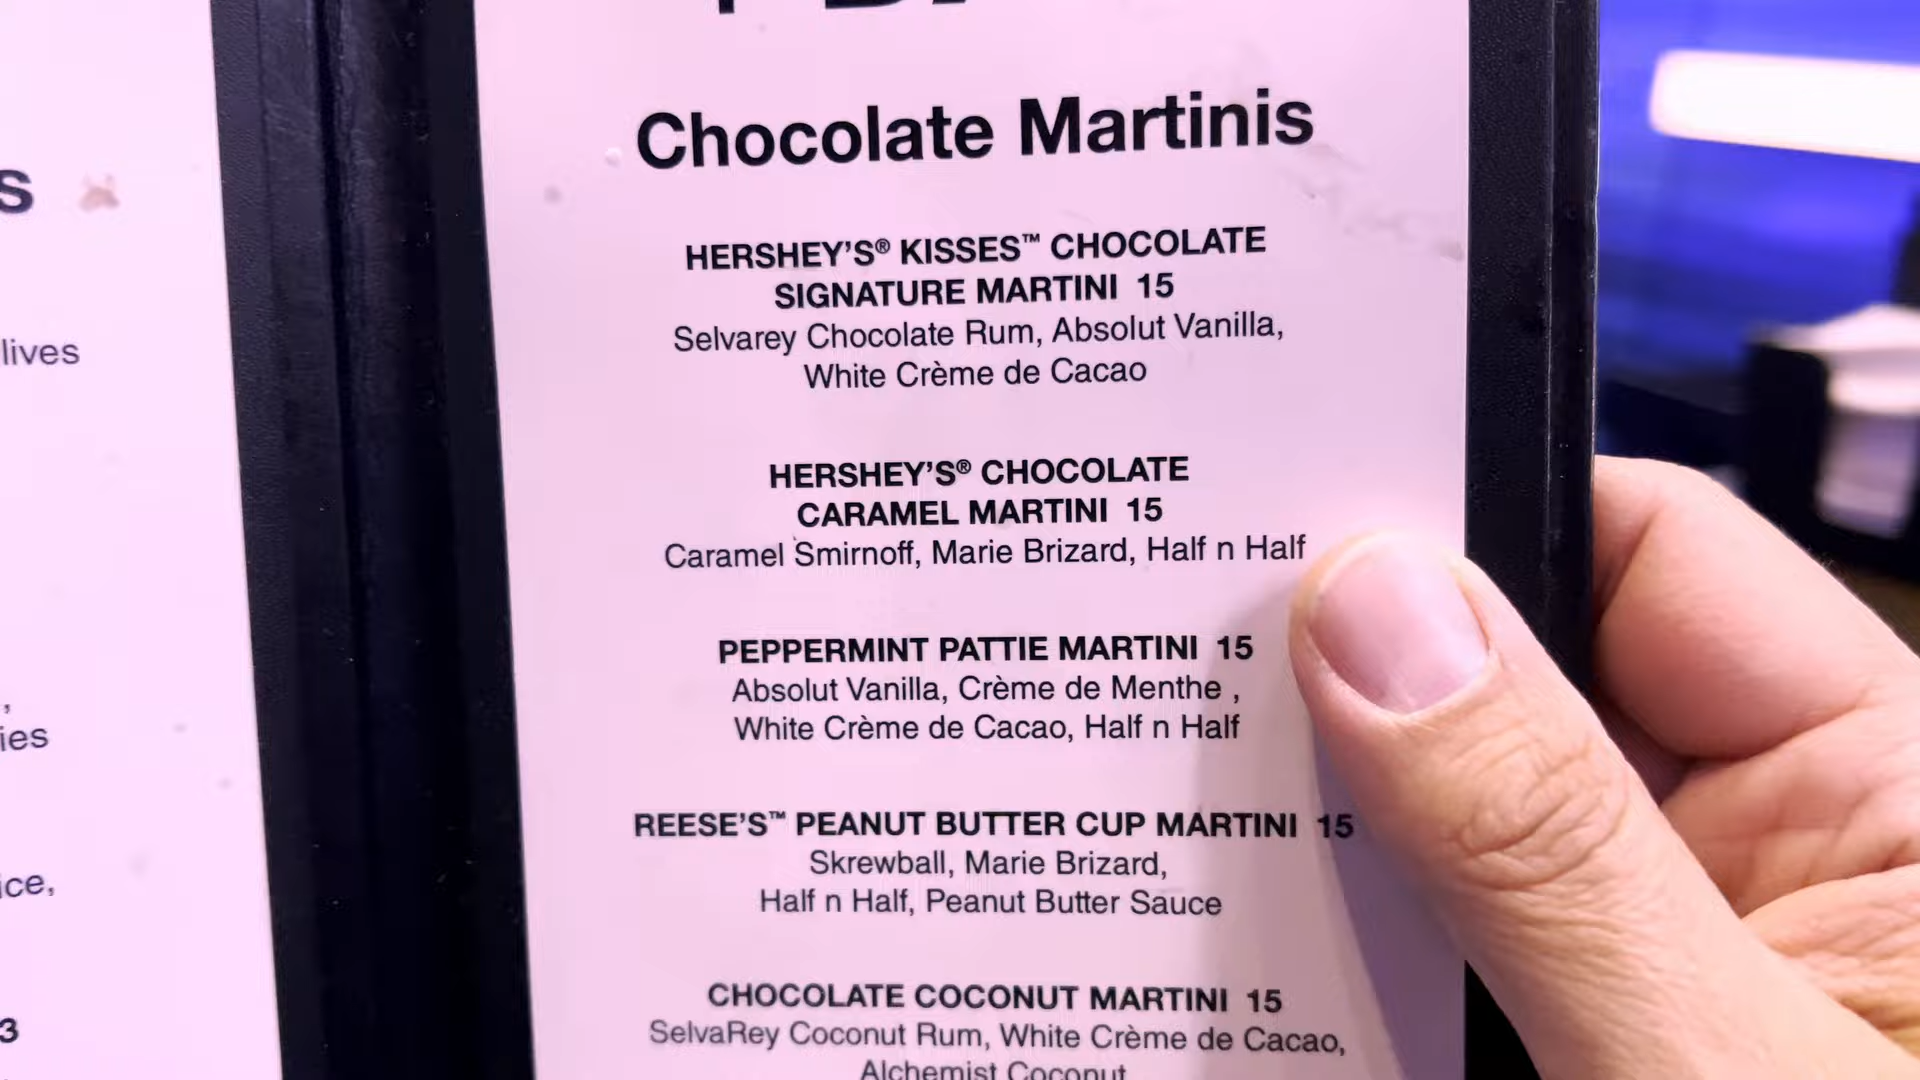 s
lives
,
ies
ice,
3
Chocolate Martinis
HERSHEY'S® KISSES™ CHOCOLATE
SIGNATURE MARTINI 15
Selvarey Chocolate Rum, Absolut Vanilla,
White Crème de Cacao
HERSHEY'S® CHOCOLATE
CARAMEL MARTINI 15
Caramel Smirnoff, Marie Brizard, Half n Half
PEPPERMINT PATTIE MARTINI 15
Absolut Vanilla, Crème de Menthe ,
White Crème de Cacao, Half n Half
REESE'S™ PEANUT BUTTER CUP MARTINI 15
Skrewball, Marie Brizard,
Half n Half, Peanut Butter Sauce
CHOCOLATE COCONUT MARTINI 15
SelvaRey Coconut Rum, White Crème de Cacao,
Alchemist Coconut